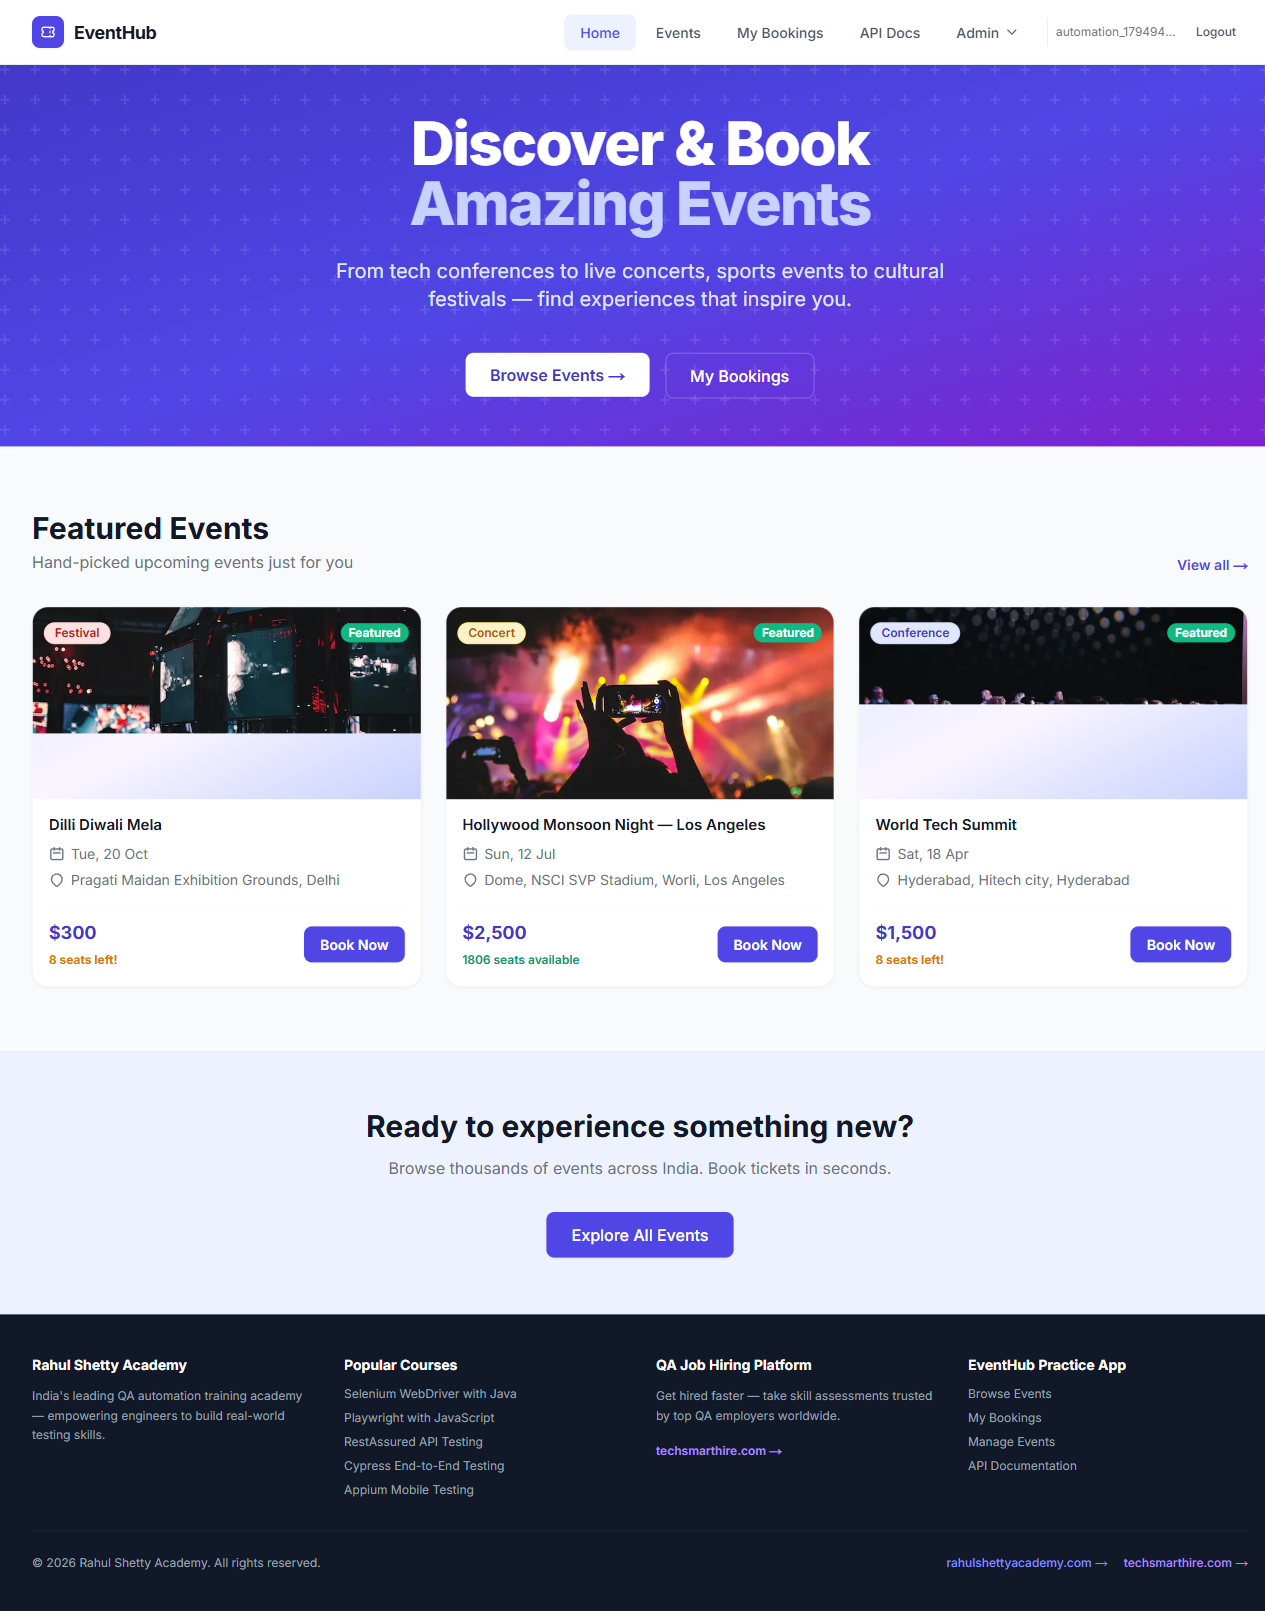 EventHub
Home
Events
My Bookings
API Docs
Admin
automation_179494...
Logout
Discover & Book
Amazing Events
From tech conferences to live concerts, sports events to cultural
festivals — find experiences that inspire you.
Browse Events →
My Bookings
Featured Events
Hand-picked upcoming events just for you
View all →
Festival
Featured
Dilli Diwali Mela
Tue, 20 Oct
Pragati Maidan Exhibition Grounds, Delhi
$300
8 seats left!
Book Now
Concert
Featured
Hollywood Monsoon Night — Los Angeles
Sun, 12 Jul
Dome, NSCI SVP Stadium, Worli, Los Angeles
$2,500
1806 seats available
Book Now
Conference
Featured
World Tech Summit
Sat, 18 Apr
Hyderabad, Hitech city, Hyderabad
$1,500
8 seats left!
Book Now
Ready to experience something new?
Browse thousands of events across India. Book tickets in seconds.
Explore All Events
Rahul Shetty Academy
India's leading QA automation training academy
— empowering engineers to build real-world
testing skills.
Popular Courses
Selenium WebDriver with Java
Playwright with JavaScript
RestAssured API Testing
Cypress End-to-End Testing
Appium Mobile Testing
QA Job Hiring Platform
Get hired faster — take skill assessments trusted
by top QA employers worldwide.
techsmarthire.com →
EventHub Practice App
Browse Events
My Bookings
Manage Events
API Documentation
© 2026 Rahul Shetty Academy. All rights reserved.
rahulshettyacademy.com →
techsmarthire.com →